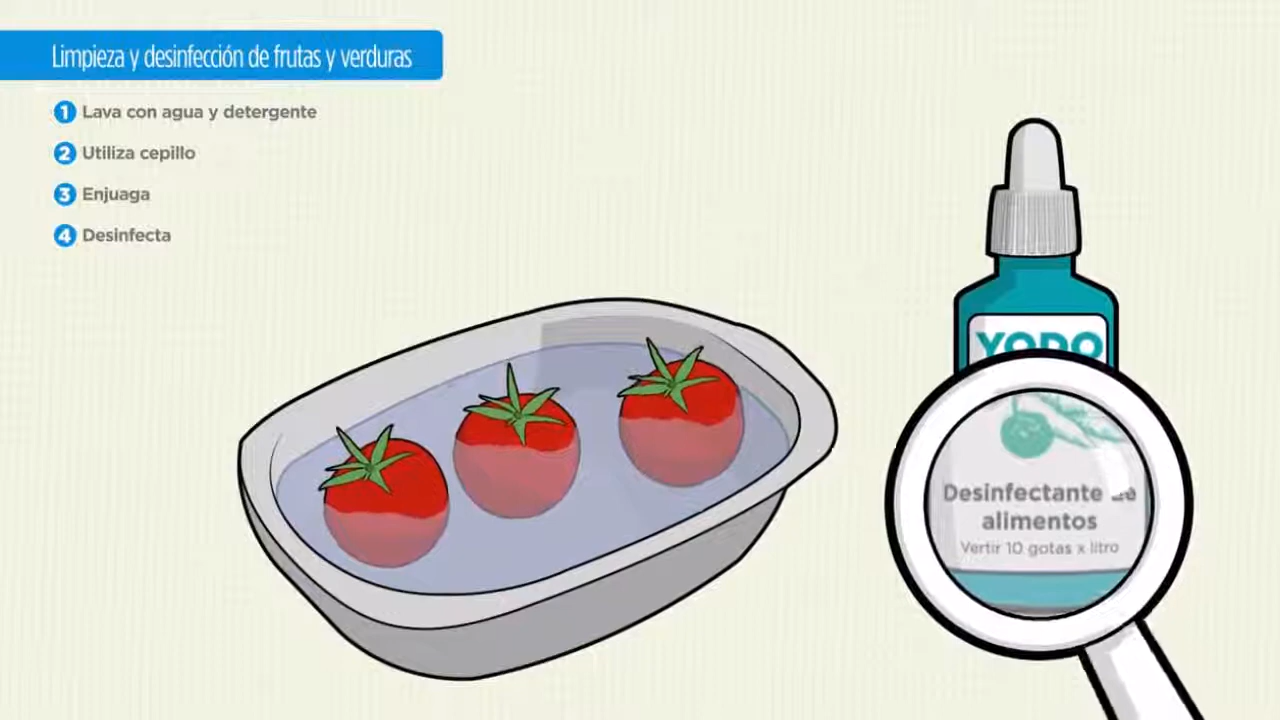 Limpieza y desinfección de frutas y verduras
1 Lava con agua y detergente
2 Utiliza cepillo
3 Enjuaga
4 Desinfecta
YODO
Desinfectante de
alimentos
Vertir 10 gotas x litro